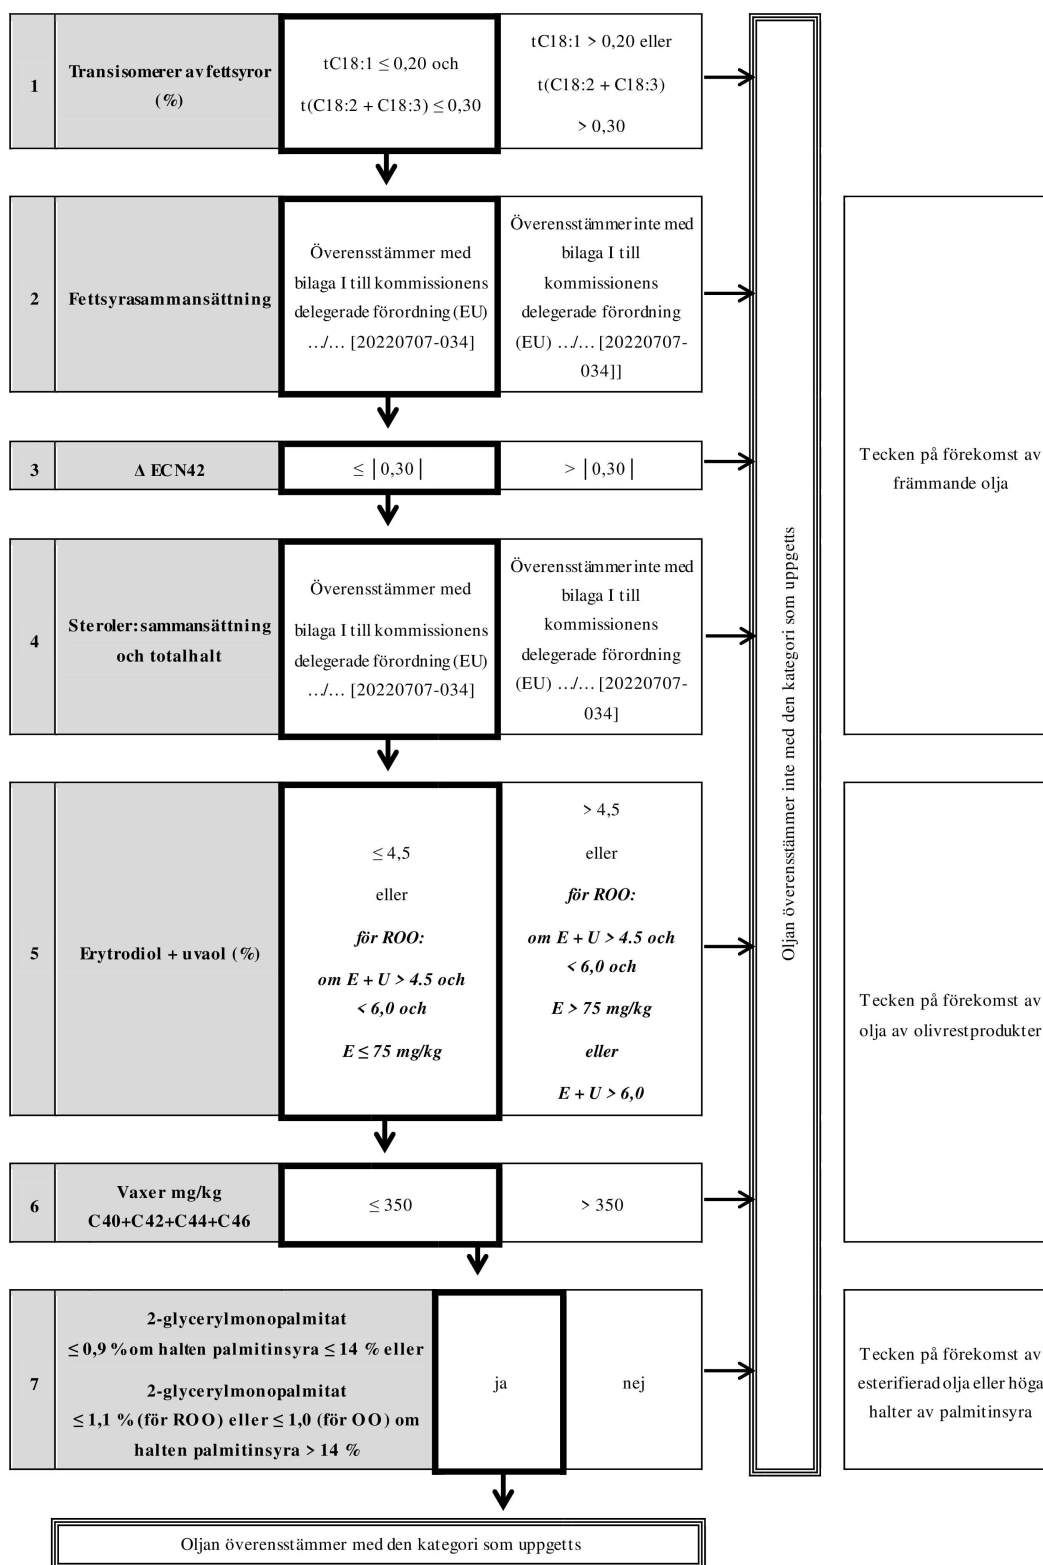 1
Transisomerer av fettsyror
(%)
tC18:1 ≤ 0,20 och
t(C18:2 + C18:3) ≤ 0,30
tC18:1 > 0,20 eller
t(C18:2 + C18:3)
> 0,30
2
Fettsyrasammansättning
Överensstämmer med
bilaga I till kommissionens
delegerade förordning (EU)
…/… [20220707-034]
Överensstämmer inte med
bilaga I till
kommissionens
delegerade förordning
(EU) …/… [20220707-
034]]
3
Δ ECN42
≤ |0,30|
> |0,30|
4
Steroler: sammansättning
och totalhalt
Överensstämmer med
bilaga I till kommissionens
delegerade förordning (EU)
…/… [20220707-034]
Överensstämmer inte med
bilaga I till
kommissionens
delegerade förordning
(EU) …/… [20220707-
034]
Tecken på förekomst av
främmande olja
5
Erytrodiol + uvaol (%)
≤ 4,5
eller
för ROO:
om E + U > 4.5 och
< 6,0 och
E ≤ 75 mg/kg
> 4,5
eller
för ROO:
om E + U > 4.5 och
< 6,0 och
E > 75 mg/kg
eller
E + U > 6,0
6
Vaxer mg/kg
C40+C42+C44+C46
≤ 350
> 350
Tecken på förekomst av
olja av olivrestprodukter
7
2-glycerylmonopalmitat
≤ 0,9 % om halten palmitinsyra ≤ 14 % eller
2-glycerylmonopalmitat
≤ 1,1 % (för ROO) eller ≤ 1,0 (för OO) om
halten palmitinsyra > 14 %
ja
nej
Tecken på förekomst av
esterifierad olja eller höga
halter av palmitinsyra
Oljan överensstämmer inte med den kategori som uppgetts
Oljan överensstämmer med den kategori som uppgetts